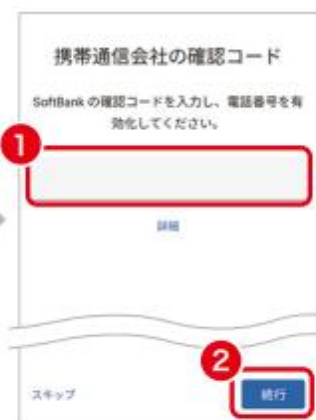 携帯通信会社の確認コード
SoftBank の確認コードを入力し、電話番号を有
効化してください。
1
詳細
2
スキップ
続行